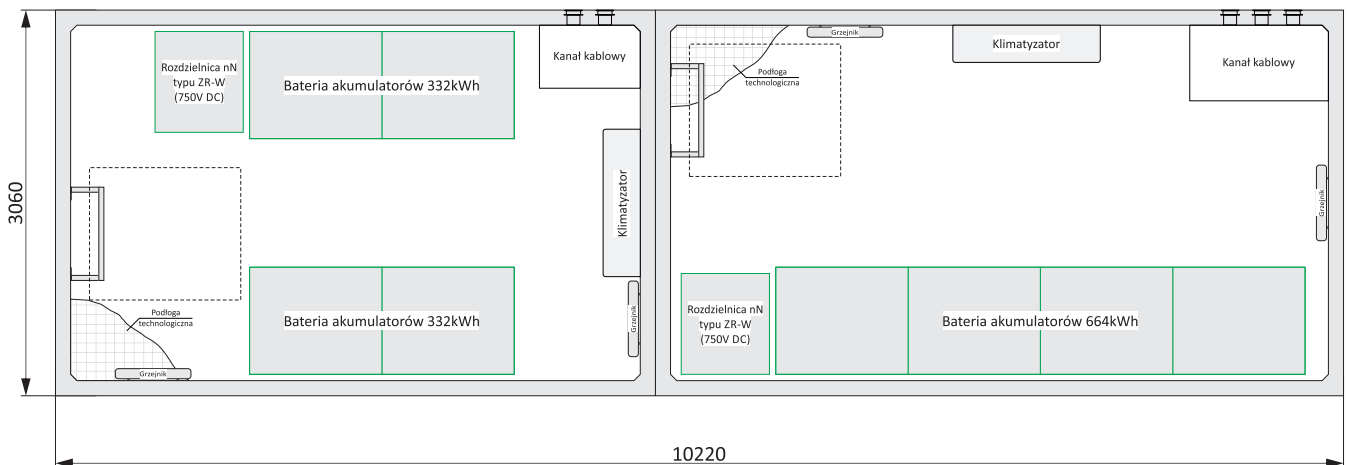 Rozdzielnica nN
typu ZR-W
(750V DC)
Bateria akumulatorów 332kWh
Kanał kablowy
Klimatyzator
Grzejnik
Podłoga
technologiczna
Grzejnik
Bateria akumulatorów 332kWh
3060
Podłoga
technologiczna
Grzejnik
Klimatyzator
Kanał kablowy
Grzejnik
Rozdzielnica nN
typu ZR-W
(750V DC)
Bateria akumulatorów 664kWh
10220